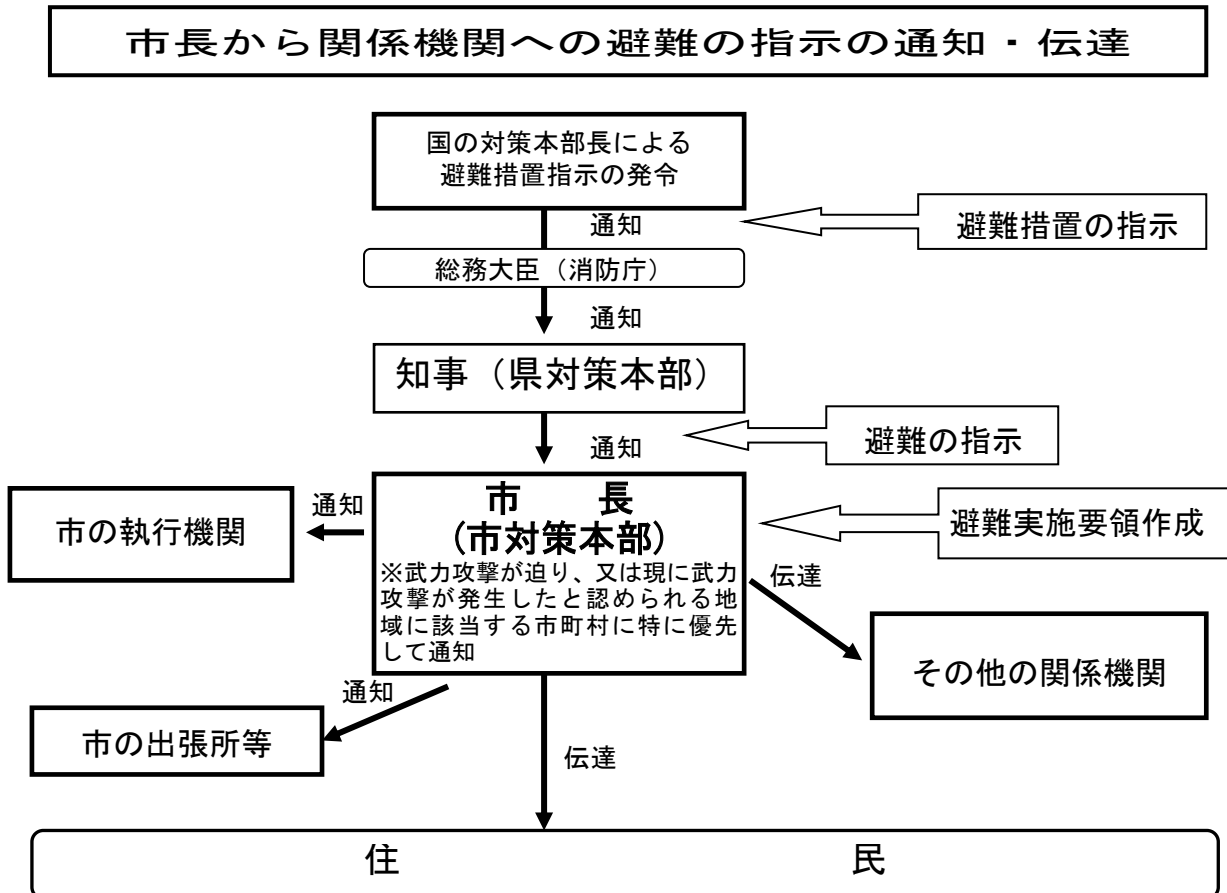 市長から関係機関への避難の指示の通知・伝達
国の対策本部長による
避難措置指示の発令
通知
避難措置の指示
総務大臣（消防庁）
通知
知事（県対策本部）
通知
避難の指示
市　　長
(市対策本部)
※武力攻撃が迫り、又は現に武力
攻撃が発生したと認められる地
域に該当する市町村に特に優先
して通知
通知
市の執行機関
避難実施要領作成
伝達
その他の関係機関
通知
市の出張所等
伝達
住　　　民